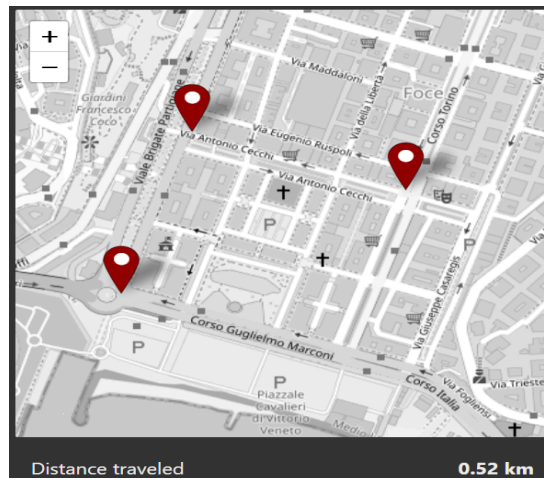 +
−
Via Maddaloni
Via della Libertà
Foce
Corso Torino
Giardini
Francesco
Coco
Viale Brigate Partigiane
Via Eugenio Ruspoli
Via Antonio Cecchi
Via Antonio Cecchi
P
P
Via Giuseppe Casaregis
Corso Guglielmo Marconi
P
P
Piazzale
Cavalieri
di Vittorio
Veneto
Medio
Corso Italia
Via Trieste
Distance traveled 0.52 km